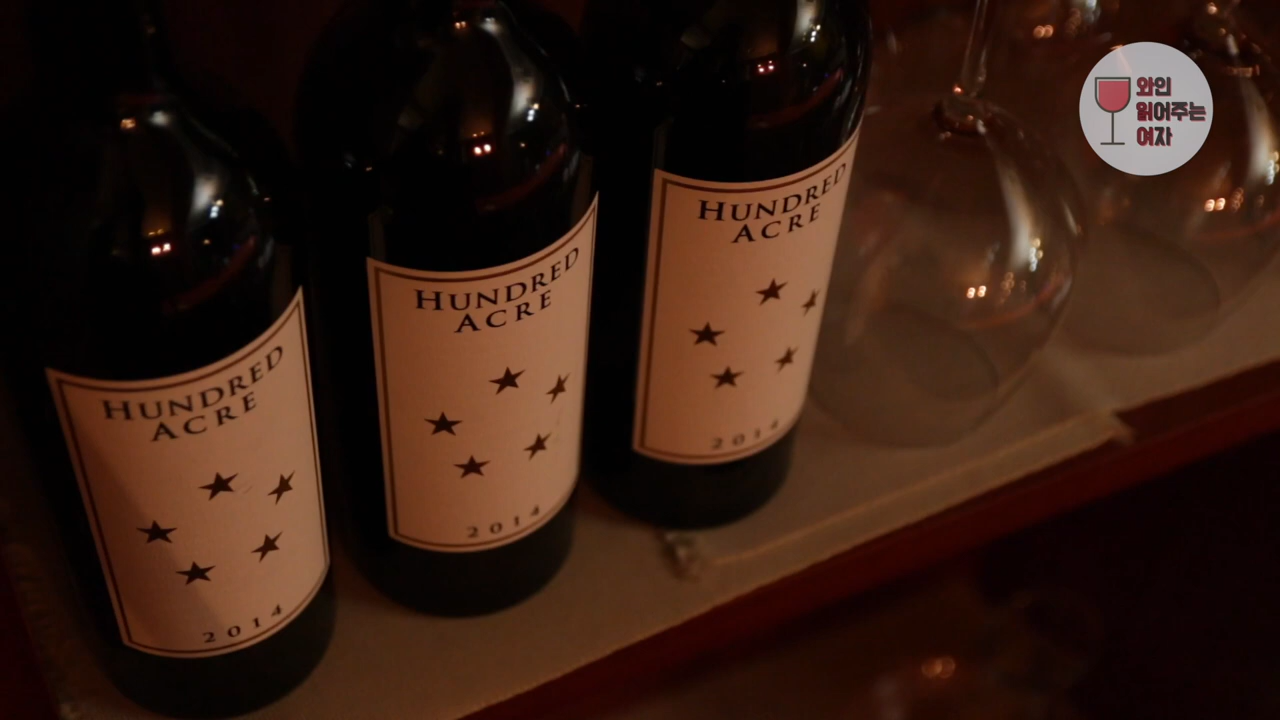 HUNDRED
ACRE
2014
HUNDRED
ACRE
2014
HUNDRED
ACRE
2014
와인
읽어주는
여자